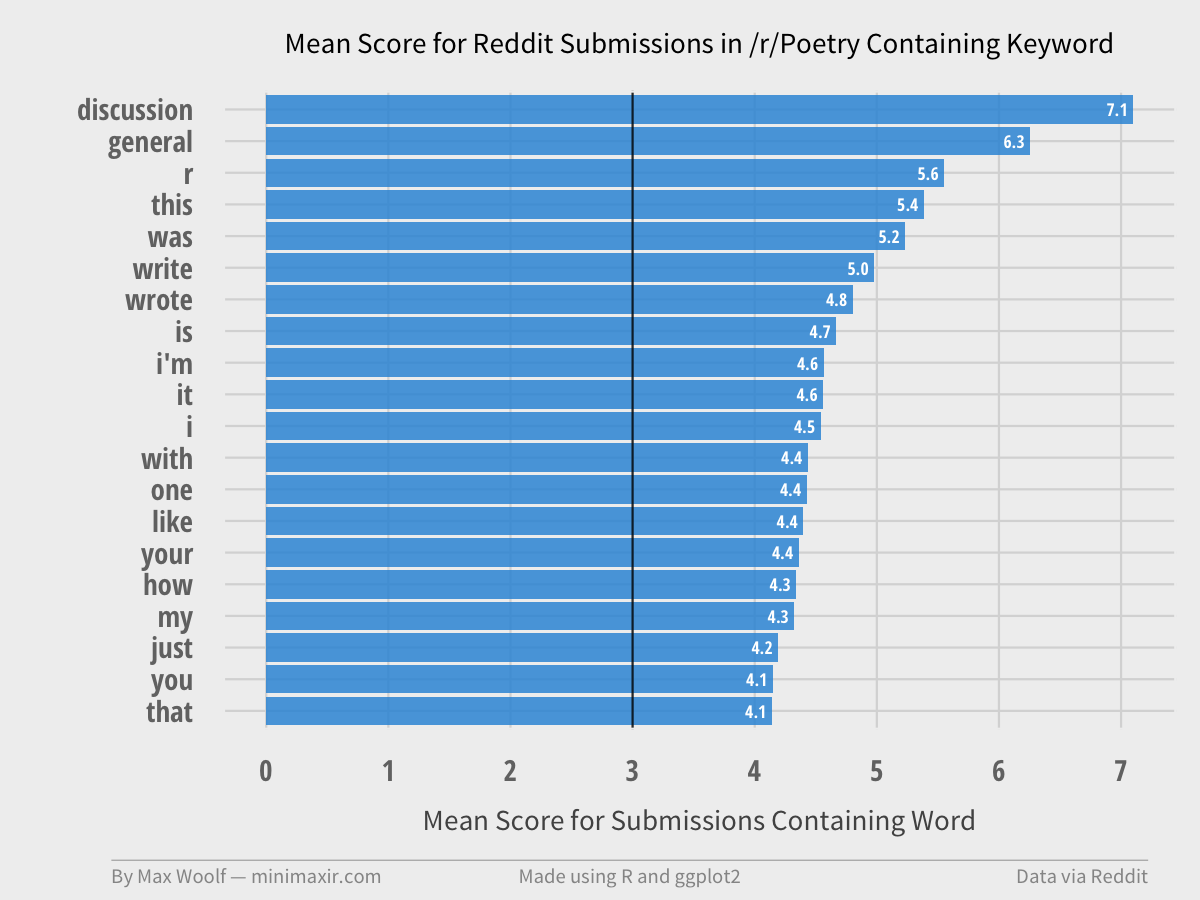 Mean Score for Reddit Submissions in /r/Poetry Containing Keyword
discussion 7.1
general 6.3
r 5.6
this 5.4
was 5.2
write 5.0
wrote 4.8
is 4.7
i'm 4.6
it 4.6
i 4.5
with 4.4
one 4.4
like 4.4
your 4.4
how 4.3
my 4.3
just 4.2
you 4.1
that 4.1
0 1 2 3 4 5 6 7
Mean Score for Submissions Containing Word
By Max Woolf — minimaxir.com Made using R and ggplot2 Data via Reddit